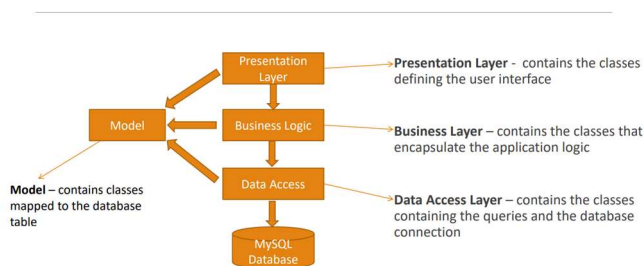 Presentation
Layer
Presentation Layer - contains the classes
defining the user interface
Model
Business Logic
Business Layer – contains the classes that
encapsulate the application logic
Data Access
Model – contains classes
mapped to the database
table
Data Access Layer – contains the classes
containing the queries and the database
connection
MySQL
Database